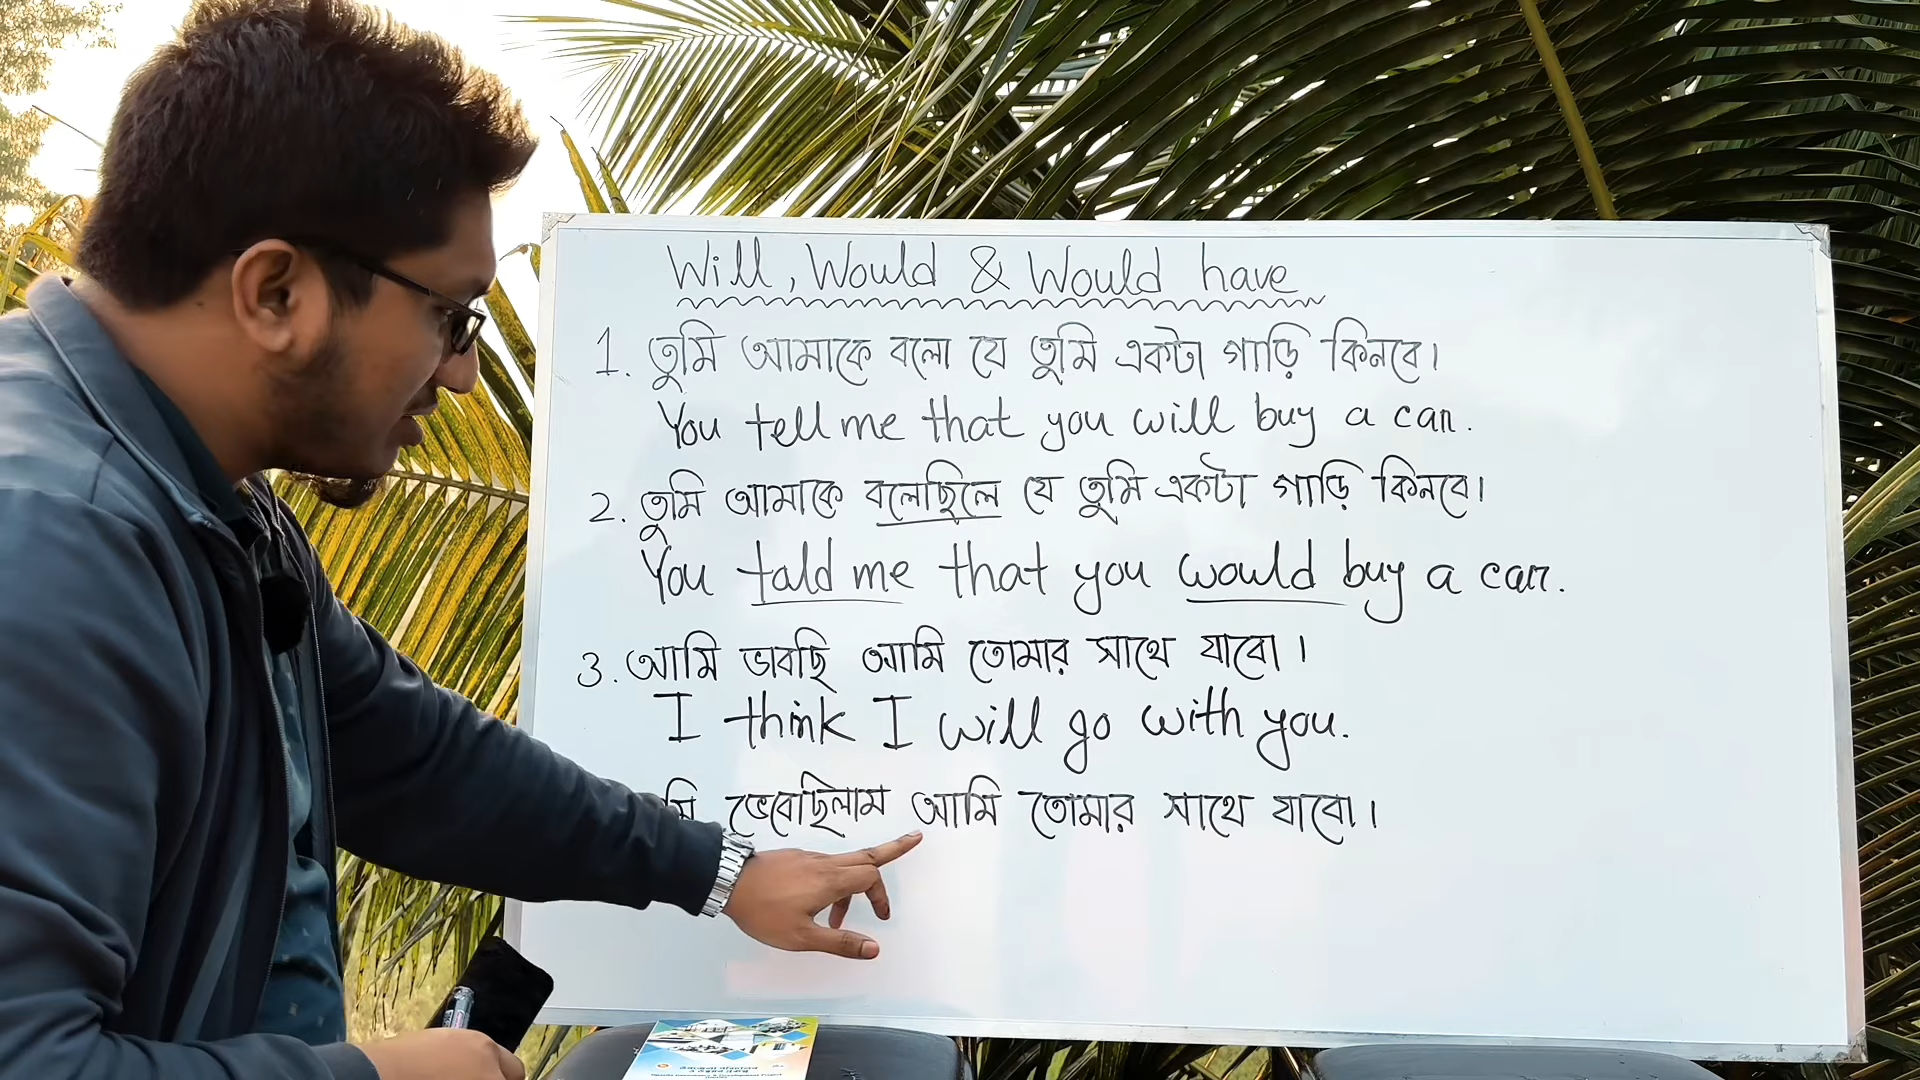 Will, Would & Would have
1. তুমি আমাকে বলো যে তুমি একটা গাড়ি কিনবে।
You tell me that you will buy a car.
2. তুমি আমাকে বলেছিলে যে তুমি একটা গাড়ি কিনবে।
You told me that you would buy a car.
3. আমি ভাবছি আমি তোমার সাথে যাবো।
I think I will go with you.
মি ভেবেছিলাম আমি তোমার সাথে যাবো।